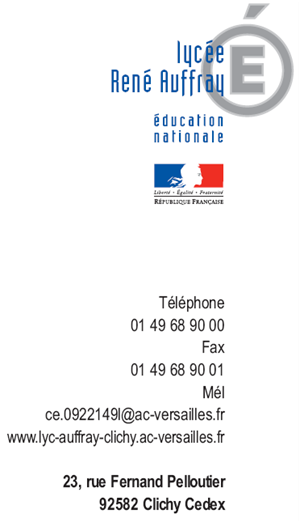 lycée
René Auffray
É
éducation
nationale
Liberté • Égalité • Fraternité
RÉPUBLIQUE FRANÇAISE
Téléphone
01 49 68 90 00
Fax
01 49 68 90 01
Mél
ce.0922149l@ac-versailles.fr
www.lyc-auffray-clichy.ac-versailles.fr
23, rue Fernand Pelloutier
92582 Clichy Cedex